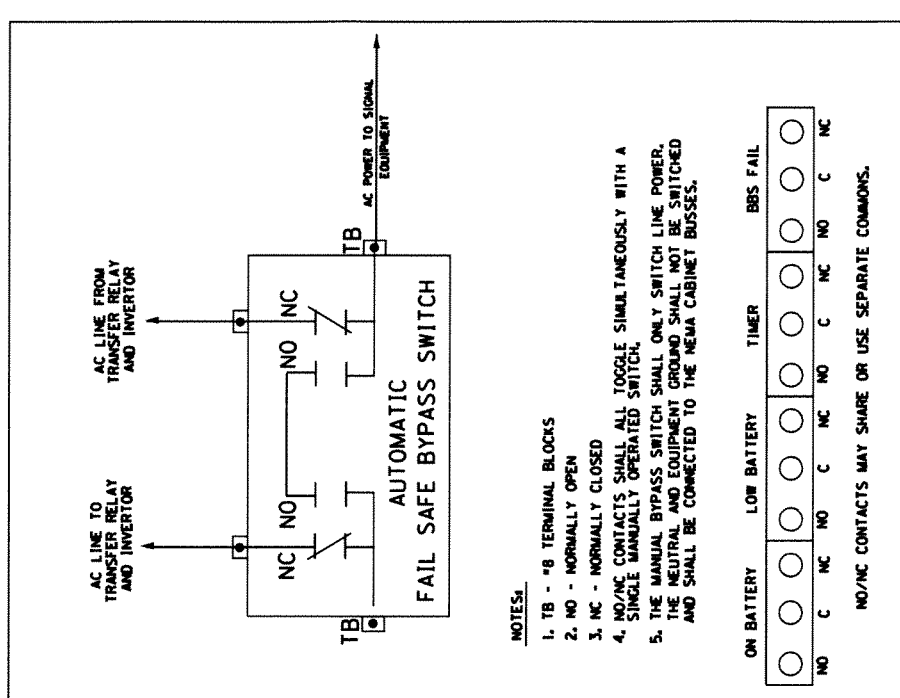 AC LINE TO
TRANSFER RELAY
AND INVERTOR
AC LINE FROM
TRANSFER RELAY
AND INVERTOR
NC
NO
NO
NC
TB
TB
AC POWER TO SIGNAL
EQUIPMENT
AUTOMATIC
FAIL SAFE BYPASS SWITCH
NOTES:
1. TB - #8 TERMINAL BLOCKS
2. NO - NORMALLY OPEN
3. NC - NORMALLY CLOSED
4. NO/NC CONTACTS SHALL ALL TOGGLE SIMULTANEOUSLY WITH A
SINGLE MANUALLY OPERATED SWITCH.
5. THE MANUAL BYPASS SWITCH SHALL ONLY SWITCH LINE POWER.
THE NEUTRAL AND EQUIPMENT GROUND SHALL NOT BE SWITCHED
AND SHALL BE CONNECTED TO THE NEMA CABINET BUSSES.
ON BATTERY
LOW BATTERY
TIMER
BBS FAIL
NO C NC NO C NC NO C NC NO C NC
NO/NC CONTACTS MAY SHARE OR USE SEPARATE COMMONS.